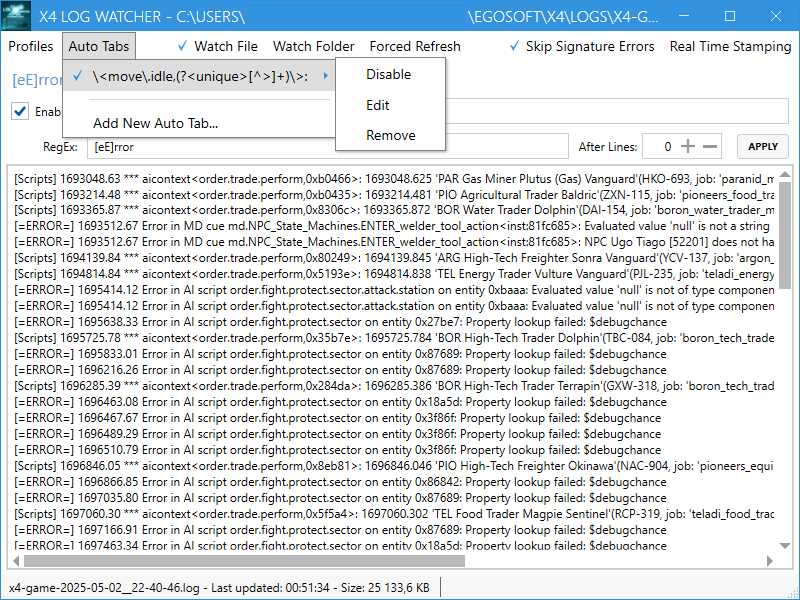 X4 LOG WATCHER - C:\USERS\ \EGOSOFT\X4\LOGS\X4-G...
Profiles Auto Tabs ✓ Watch File Watch Folder Forced Refresh ✓ Skip Signature Errors Real Time Stamping
✓ \<move\.idle,(?<unique>[^>]+)\>:
Add New Auto Tab...
Disable
Edit
Remove
[eE]rror
Enab
RegEx: [eE]rror After Lines: 0 APPLY
[Scripts] 1693048.63 *** aicontext<order.trade.perform,0xb0466>: 1693048.625 'PAR Gas Miner Plutus (Gas) Vanguard'(HKO-693, job: 'paranid_m
[Scripts] 1693214.48 *** aicontext<order.trade.perform,0xb0435>: 1693214.481 'PIO Agricultural Trader Baldric'(ZXN-115, job: 'pioneers_food_tra
[Scripts] 1693365.87 *** aicontext<order.trade.perform,0x8306c>: 1693365.872 'BOR Water Trader Dolphin'(DAI-154, job: 'boron_water_trader_m
[=ERROR=] 1693512.67 Error in MD cue md.NPC_State_Machines.ENTER_welder_tool_action<inst:81fc685>: Evaluated value 'null' is not a string
[=ERROR=] 1693512.67 Error in MD cue md.NPC_State_Machines.ENTER_welder_tool_action<inst:81fc685>: NPC Ugo Tiago [52201] does not ha
[Scripts] 1694139.84 *** aicontext<order.trade.perform,0x80249>: 1694139.845 'ARG High-Tech Freighter Sonra Vanguard'(YCV-137, job: 'argon_
[Scripts] 1694814.84 *** aicontext<order.trade.perform,0x5193e>: 1694814.838 'TEL Energy Trader Vulture Vanguard'(PJL-235, job: 'teladi_energy
[=ERROR=] 1695414.12 Error in AI script order.fight.protect.sector.attack.station on entity 0xbaaa: Evaluated value 'null' is not of type componen
[=ERROR=] 1695414.12 Error in AI script order.fight.protect.sector.attack.station on entity 0xbaaa: Evaluated value 'null' is not of type componen
[=ERROR=] 1695638.33 Error in AI script order.fight.protect.sector on entity 0x27be7: Property lookup failed: $debugchance
[Scripts] 1695725.78 *** aicontext<order.trade.perform,0x35b7e>: 1695725.784 'BOR High-Tech Trader Dolphin'(TBC-084, job: 'boron_tech_trade
[=ERROR=] 1695833.01 Error in AI script order.fight.protect.sector on entity 0x87689: Property lookup failed: $debugchance
[=ERROR=] 1696216.26 Error in AI script order.fight.protect.sector on entity 0x87689: Property lookup failed: $debugchance
[Scripts] 1696285.39 *** aicontext<order.trade.perform,0x284da>: 1696285.386 'BOR High-Tech Trader Terrapin'(GXW-318, job: 'boron_tech_trad
[=ERROR=] 1696463.08 Error in AI script order.fight.protect.sector on entity 0x18a5d: Property lookup failed: $debugchance
[=ERROR=] 1696467.67 Error in AI script order.fight.protect.sector on entity 0x3f86f: Property lookup failed: $debugchance
[=ERROR=] 1696489.29 Error in AI script order.fight.protect.sector on entity 0x3f86f: Property lookup failed: $debugchance
[=ERROR=] 1696510.79 Error in AI script order.fight.protect.sector on entity 0x3f86f: Property lookup failed: $debugchance
[Scripts] 1696846.05 *** aicontext<order.trade.perform,0x8eb81>: 1696846.046 'PIO High-Tech Freighter Okinawa'(NAC-904, job: 'pioneers_equi
[=ERROR=] 1696866.85 Error in AI script order.fight.protect.sector on entity 0x86842: Property lookup failed: $debugchance
[=ERROR=] 1697035.80 Error in AI script order.fight.protect.sector on entity 0x87689: Property lookup failed: $debugchance
[Scripts] 1697060.30 *** aicontext<order.trade.perform,0x5f5a4>: 1697060.302 'TEL Food Trader Magpie Sentinel'(RCP-319, job: 'teladi_food_trac
[=ERROR=] 1697166.91 Error in AI script order.fight.protect.sector on entity 0x87689: Property lookup failed: $debugchance
[=ERROR=] 1697463.34 Error in AI script order.fight.protect.sector on entity 0x18a5d: Property lookup failed: $debugchance
x4-game-2025-05-02__22-40-46.log - Last updated: 00:51:34 - Size: 25 133,6 KB